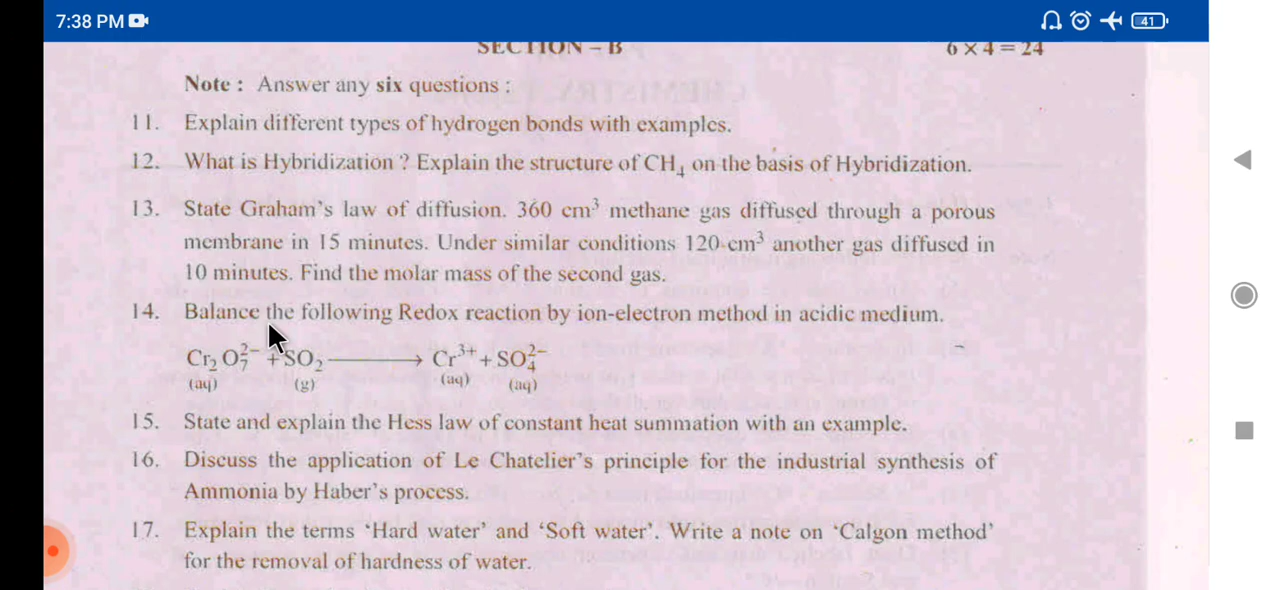 7:38 PM
41
SECTION – B 6 × 4 = 24
Note : Answer any six questions :
11. Explain different types of hydrogen bonds with examples.
12. What is Hybridization ? Explain the structure of CH4 on the basis of Hybridization.
13. State Graham's law of diffusion. 360 cm³ methane gas diffused through a porous
membrane in 15 minutes. Under similar conditions 120 cm³ another gas diffused in
10 minutes. Find the molar mass of the second gas.
14. Balance the following Redox reaction by ion-electron method in acidic medium.
Cr₂O₇²⁻ + SO₂ ⟶ Cr³⁺ + SO₄²⁻
(aq) (g) (aq) (aq)
15. State and explain the Hess law of constant heat summation with an example.
16. Discuss the application of Le Chatelier's principle for the industrial synthesis of
Ammonia by Haber's process.
17. Explain the terms 'Hard water' and 'Soft water'. Write a note on 'Calgon method'
for the removal of hardness of water.